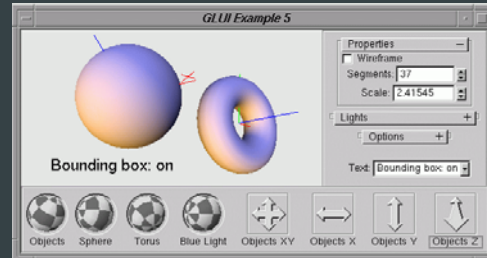 GLUI Example 5
Bounding box: on
Properties
Wireframe
Segments: 37
Scale: 2.41545
Lights
Options
Text: Bounding box: on
Objects Sphere Torus Blue Light Objects XY Objects X Objects Y Objects Z